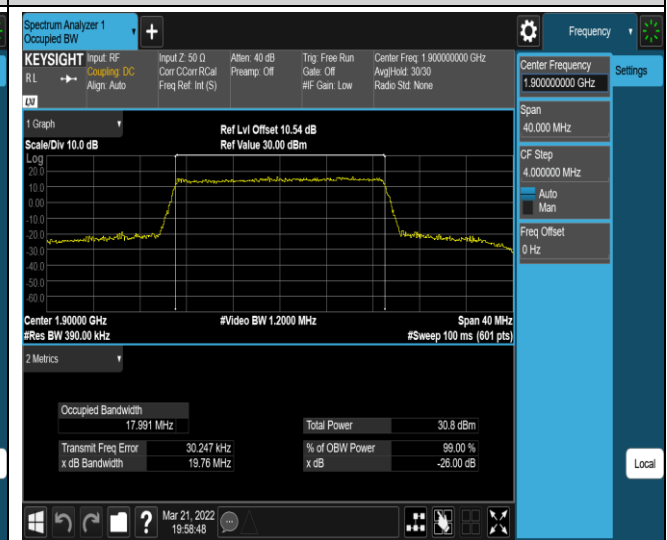 Spectrum Analyzer 1
Occupied BW
+
Frequency
KEYSIGHT
R L
LXI
Input: RF
Coupling: DC
Align: Auto
Input Z: 50 Ω
Corr CCorr RCal
Freq Ref: Int (S)
Atten: 40 dB
Preamp: Off
Trig: Free Run
Gate: Off
#IF Gain: Low
Center Freq: 1.900000000 GHz
Avg|Hold: 30/30
Radio Std: None
Center Frequency
1.900000000 GHz
Settings
Span
40.000 MHz
CF Step
4.000000 MHz
Auto
Man
Freq Offset
0 Hz
1 Graph
Scale/Div 10.0 dB
Ref Lvl Offset 10.54 dB
Ref Value 30.00 dBm
Log
20.0
10.0
0.00
-10.0
-20.0
-30.0
-40.0
-50.0
-60.0
Center 1.90000 GHz
#Res BW 390.00 kHz
#Video BW 1.2000 MHz
Span 40 MHz
#Sweep 100 ms (601 pts)
2 Metrics
Occupied Bandwidth
17.991 MHz
Transmit Freq Error 30.247 kHz
x dB Bandwidth 19.76 MHz
Total Power 30.8 dBm
% of OBW Power 99.00 %
x dB -26.00 dB
Local
?
Mar 21, 2022
19:58:48